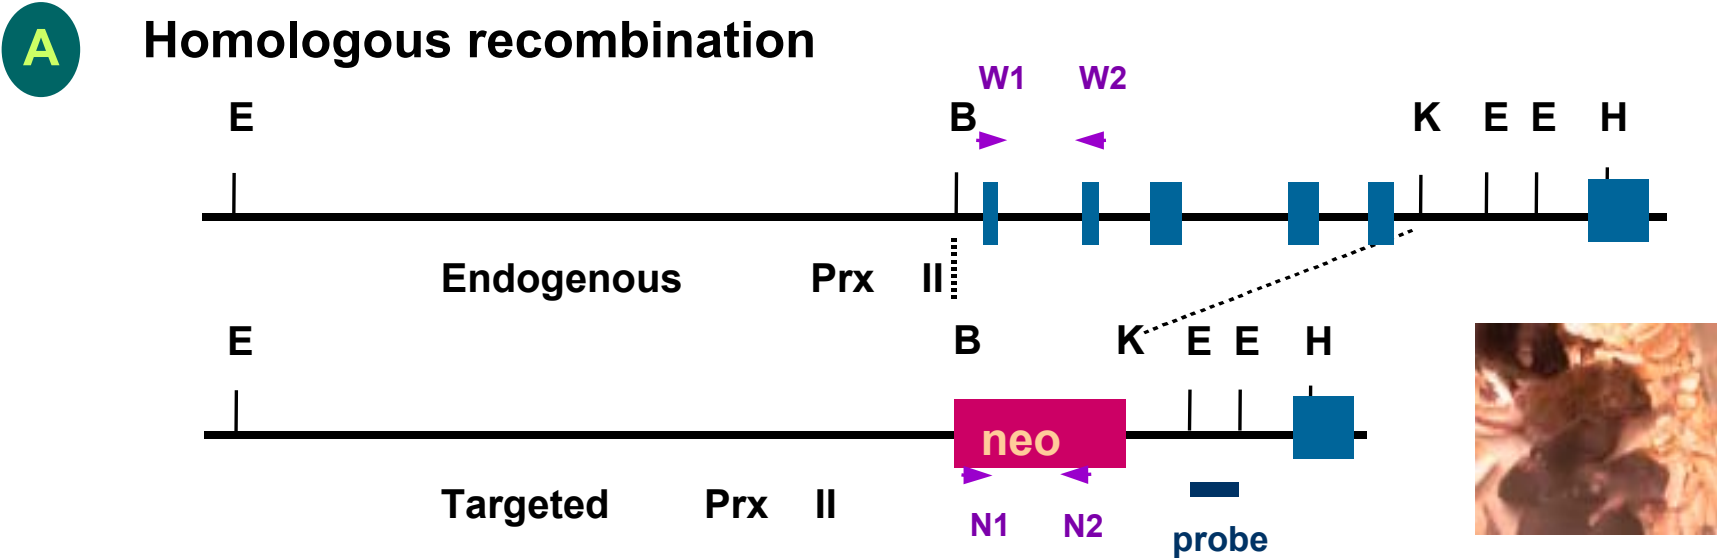 A Homologous recombination
W1 W2
E B K E E H
Endogenous Prx II
E B K E E H
neo
Targeted Prx II
N1 N2
probe